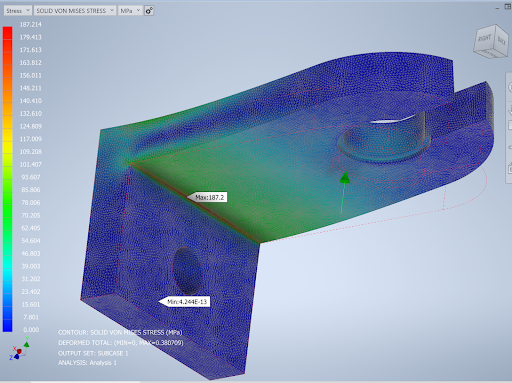 Stress SOLID VON MISES STRESS MPa
187.214
179.413
171.613
163.812
156.011
148.211
140.410
132.610
124.809
117.009
109.208
101.407
93.607
85.806
78.006
70.205
62.405
54.604
46.803
39.003
31.202
23.402
15.601
7.801
0.000
RIGHT BACK
Max:187.2
Min:4.244E-13
CONTOUR: SOLID VON MISES STRESS (MPa)
DEFORMED TOTAL: (MIN=0, MAX=0.380709)
OUTPUT SET: SUBCASE 1
ANALYSIS: Analysis 1
X
Z